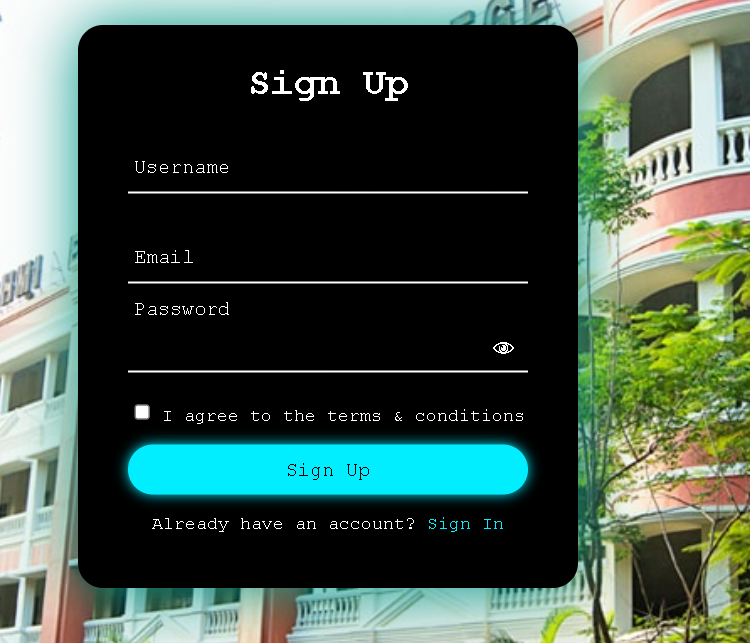 Sign Up
Username
Email
Password
I agree to the terms & conditions
Sign Up
Already have an account? Sign In